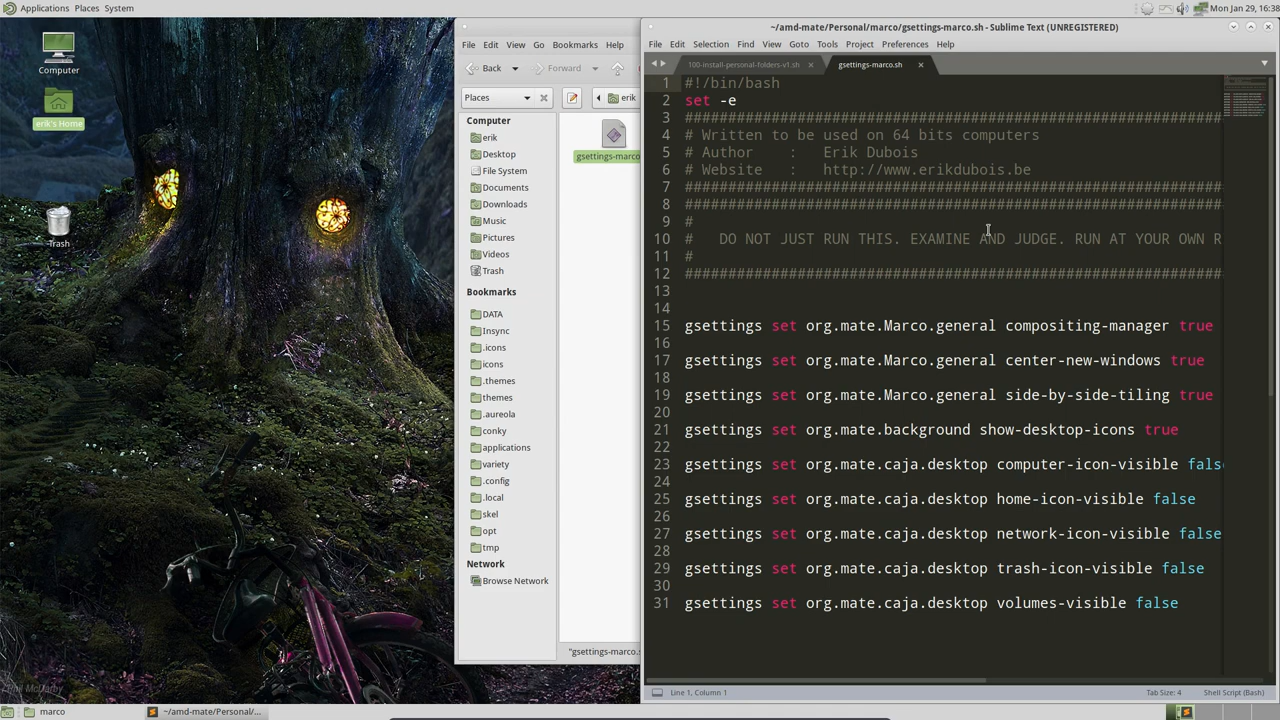 Applications Places System
Mon Jan 29, 16:38
Computer
erik's Home
Trash
File Edit View Go Bookmarks Help
Back Forward
Places
erik
Computer
erik
Desktop
File System
Documents
Downloads
Music
Pictures
Videos
Trash
Bookmarks
DATA
Insync
.icons
icons
.themes
themes
.aureola
conky
applications
variety
.config
.local
skel
opt
tmp
Network
Browse Network
gsettings-marco
"gsettings-marco.s
~/amd-mate/Personal/marco/gsettings-marco.sh - Sublime Text (UNREGISTERED)
File Edit Selection Find View Goto Tools Project Preferences Help
100-install-personal-folders-v1.sh × gsettings-marco.sh ×
1 #!/bin/bash
2 set -e
3 ##############################################################
4 # Written to be used on 64 bits computers
5 # Author : Erik Dubois
6 # Website : http://www.erikdubois.be
7 ##############################################################
8 ##############################################################
9 #
10 # DO NOT JUST RUN THIS. EXAMINE AND JUDGE. RUN AT YOUR OWN R
11 #
12 ##############################################################
13
14
15 gsettings set org.mate.Marco.general compositing-manager true
16
17 gsettings set org.mate.Marco.general center-new-windows true
18
19 gsettings set org.mate.Marco.general side-by-side-tiling true
20
21 gsettings set org.mate.background show-desktop-icons true
22
23 gsettings set org.mate.caja.desktop computer-icon-visible false
24
25 gsettings set org.mate.caja.desktop home-icon-visible false
26
27 gsettings set org.mate.caja.desktop network-icon-visible false
28
29 gsettings set org.mate.caja.desktop trash-icon-visible false
30
31 gsettings set org.mate.caja.desktop volumes-visible false
Line 1, Column 1
Tab Size: 4 Shell Script (Bash)
marco
~/amd-mate/Personal/...